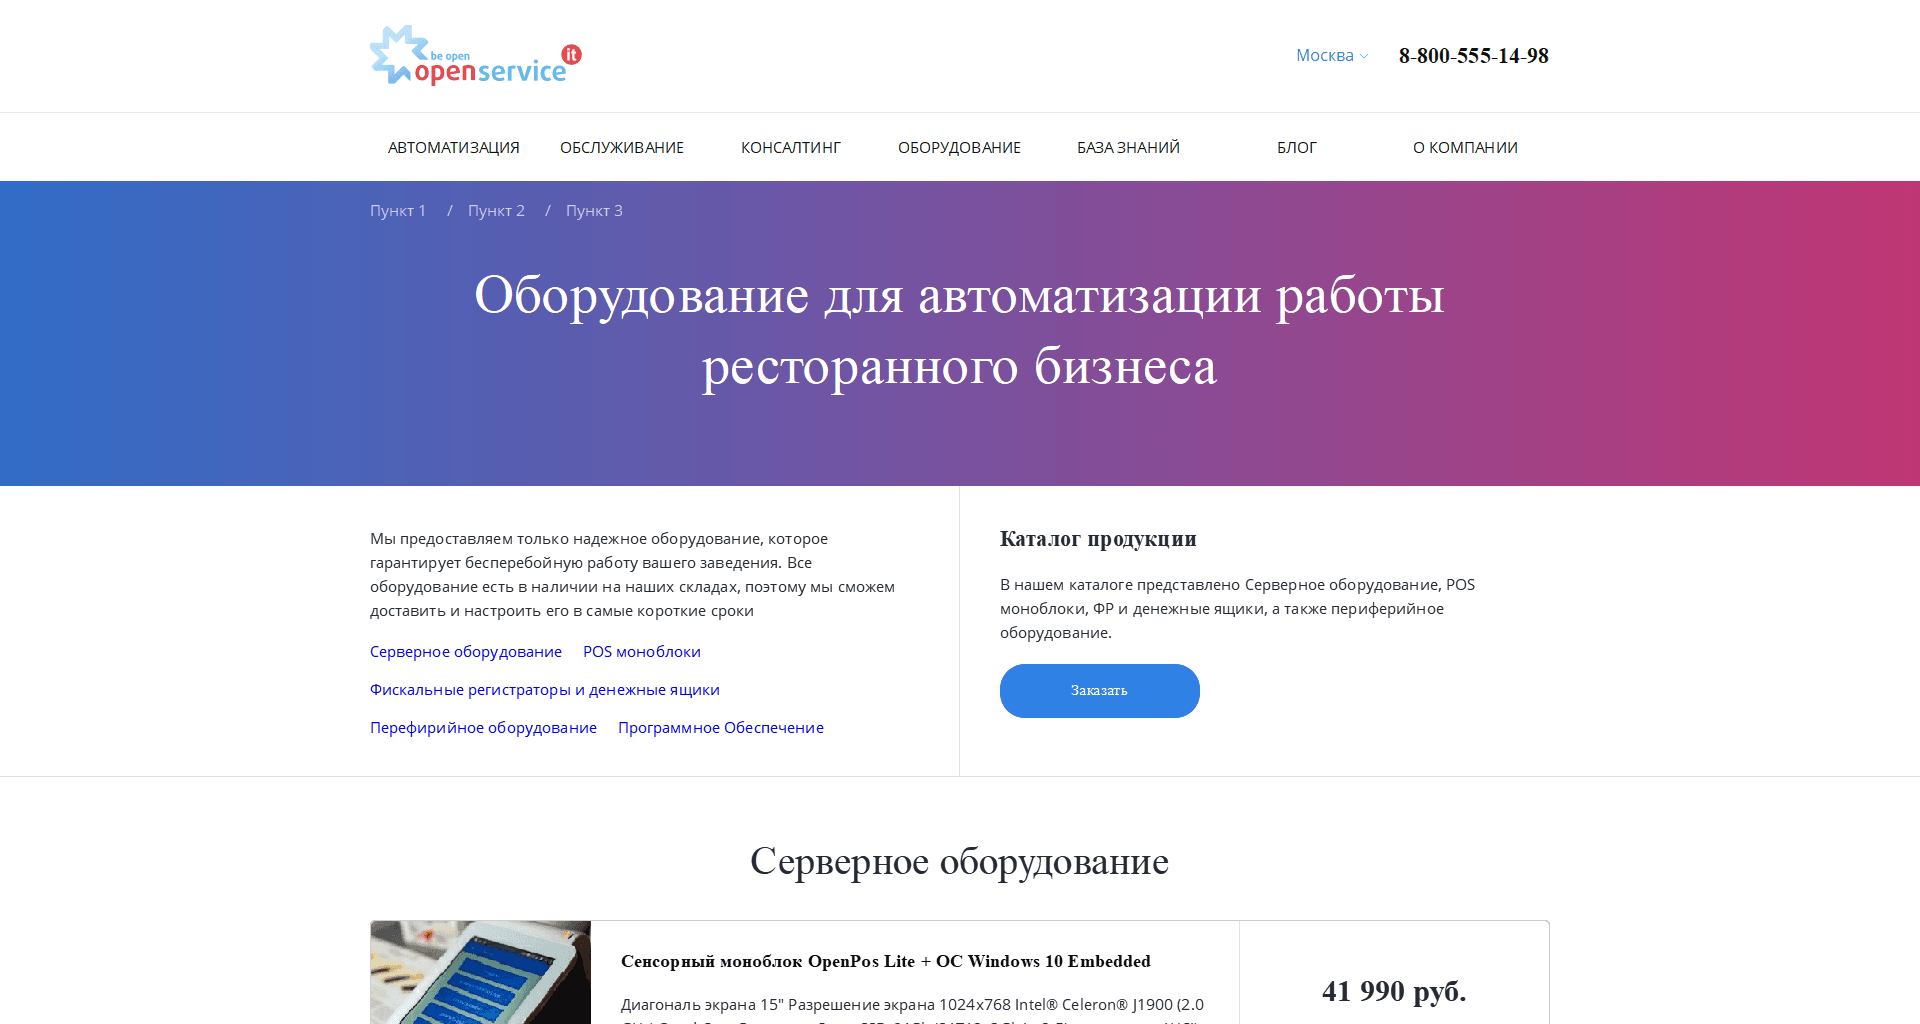 be open
openservice it
Москва
8-800-555-14-98
АВТОМАТИЗАЦИЯ
ОБСЛУЖИВАНИЕ
КОНСАЛТИНГ
ОБОРУДОВАНИЕ
БАЗА ЗНАНИЙ
БЛОГ
О КОМПАНИИ
Пункт 1 / Пункт 2 / Пункт 3
Оборудование для автоматизации работы
ресторанного бизнеса
Мы предоставляем только надежное оборудование, которое
гарантирует бесперебойную работу вашего заведения. Все
оборудование есть в наличии на наших складах, поэтому мы сможем
доставить и настроить его в самые короткие сроки
Серверное оборудование POS моноблоки
Фискальные регистраторы и денежные ящики
Перефирийное оборудование Программное Обеспечение
Каталог продукции
В нашем каталоге представлено Серверное оборудование, POS
моноблоки, ФР и денежные ящики, а также периферийное
оборудование.
Заказать
Серверное оборудование
Сенсорный моноблок OpenPos Lite + ОС Windows 10 Embedded
Диагональ экрана 15" Разрешение экрана 1024x768 Intel® Celeron® J1900 (2.0
41 990 руб.